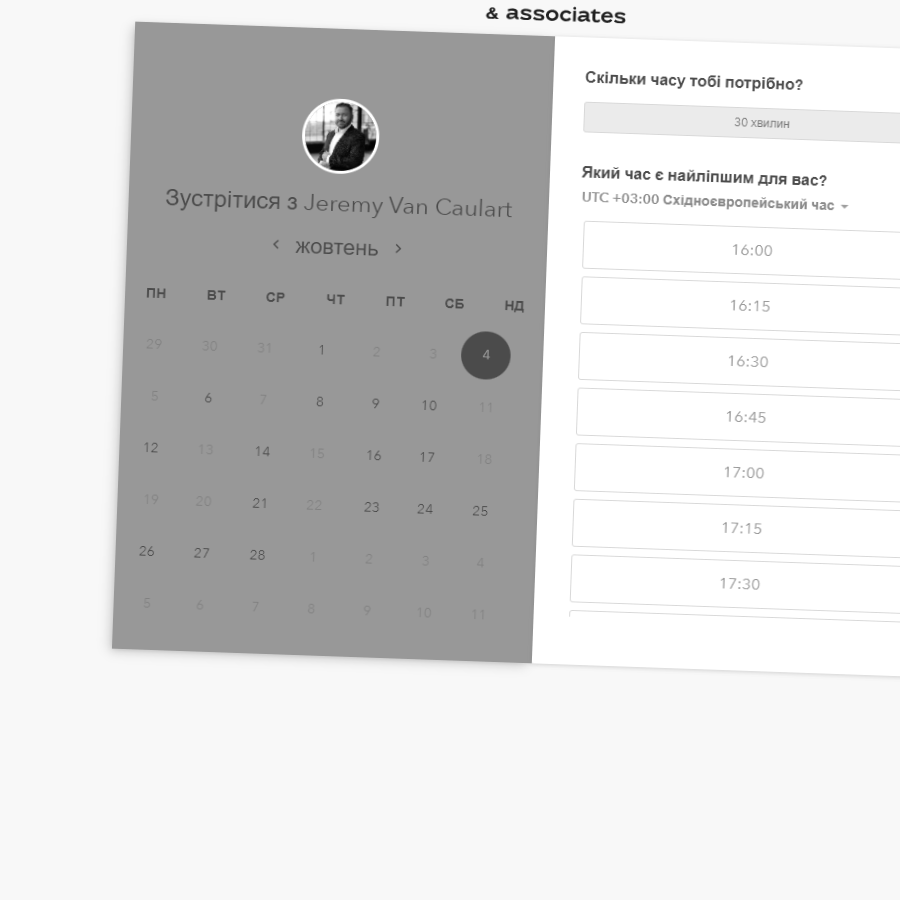 & associates
Зустрітися з Jeremy Van Caulart
жовтень
ПН ВТ СР ЧТ ПТ СБ НД
29 30 31 1 2 3 4
5 6 7 8 9 10 11
12 13 14 15 16 17 18
19 20 21 22 23 24 25
26 27 28 1 2 3 4
5 6 7 8 9 10 11
Скільки часу тобі потрібно?
30 хвилин
Який час є найліпшим для вас?
UTC +03:00 Східноєвропейський час
16:00
16:15
16:30
16:45
17:00
17:15
17:30